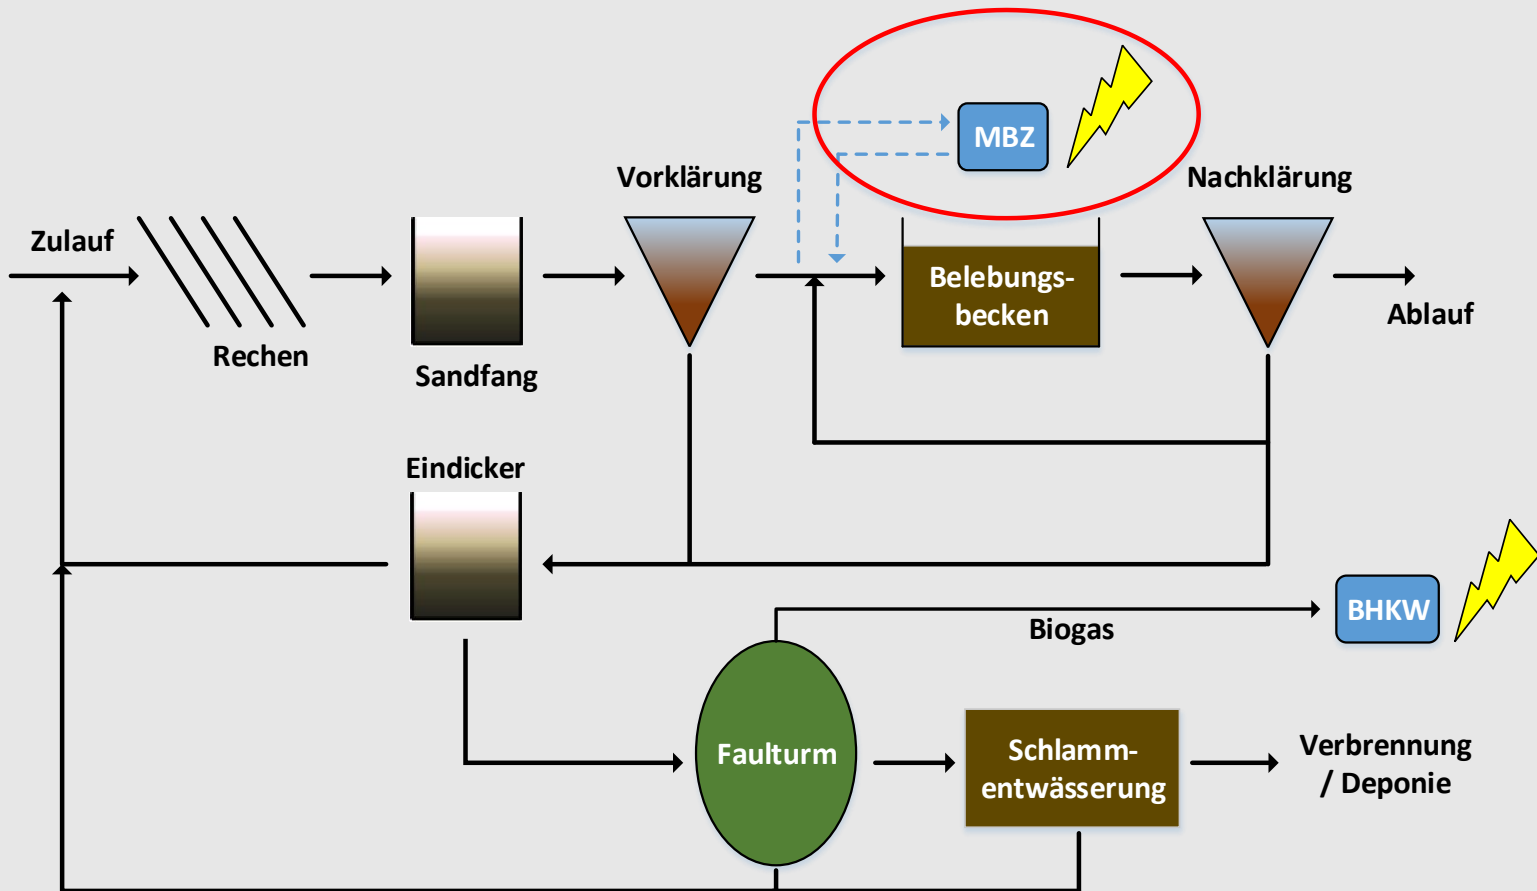 MBZ
Vorklärung
Nachklärung
Zulauf
Belebungs-
becken
Ablauf
Rechen
Sandfang
Eindicker
BHKW
Biogas
Faulturm
Schlamm-
entwässerung
Verbrennung
/ Deponie